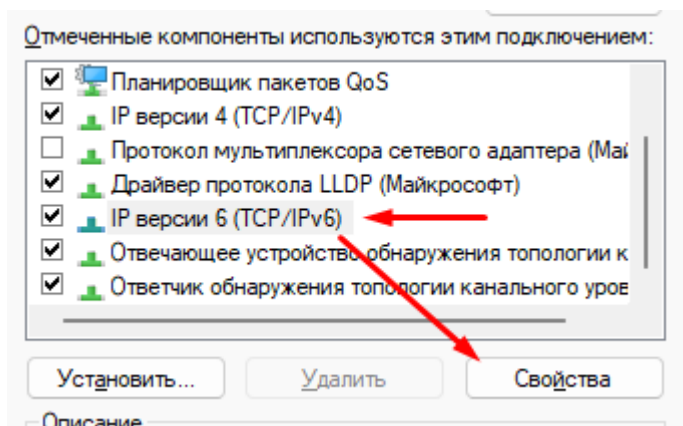 Отмеченные компоненты используются этим подключением:
Планировщик пакетов QoS
IP версии 4 (TCP/IPv4)
Протокол мультиплексора сетевого адаптера (Май
Драйвер протокола LLDP (Майкрософт)
IP версии 6 (TCP/IPv6)
Отвечающее устройство обнаружения топологии к
Ответчик обнаружения топологии канального уров
Установить... Удалить Свойства
Описание